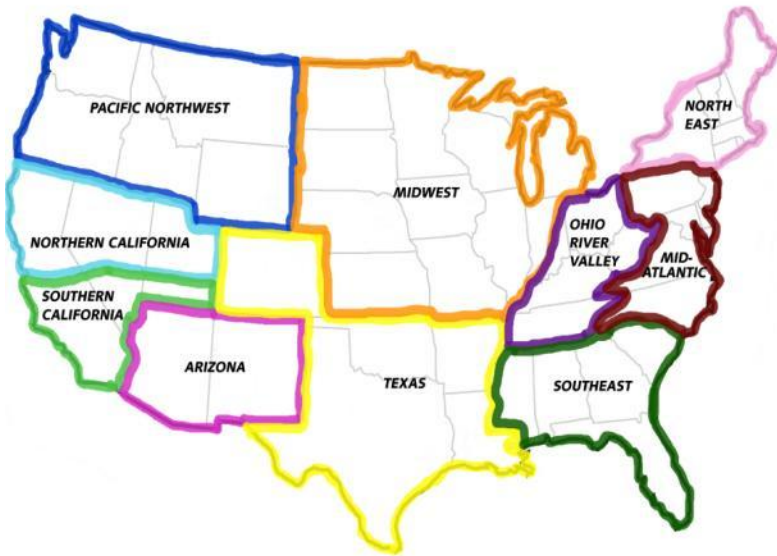 PACIFIC NORTHWEST
NORTH
EAST
MIDWEST
OHIO
RIVER
VALLEY
NORTHERN CALIFORNIA
MID-
ATLANTIC
SOUTHERN
CALIFORNIA
ARIZONA
TEXAS
SOUTHEAST